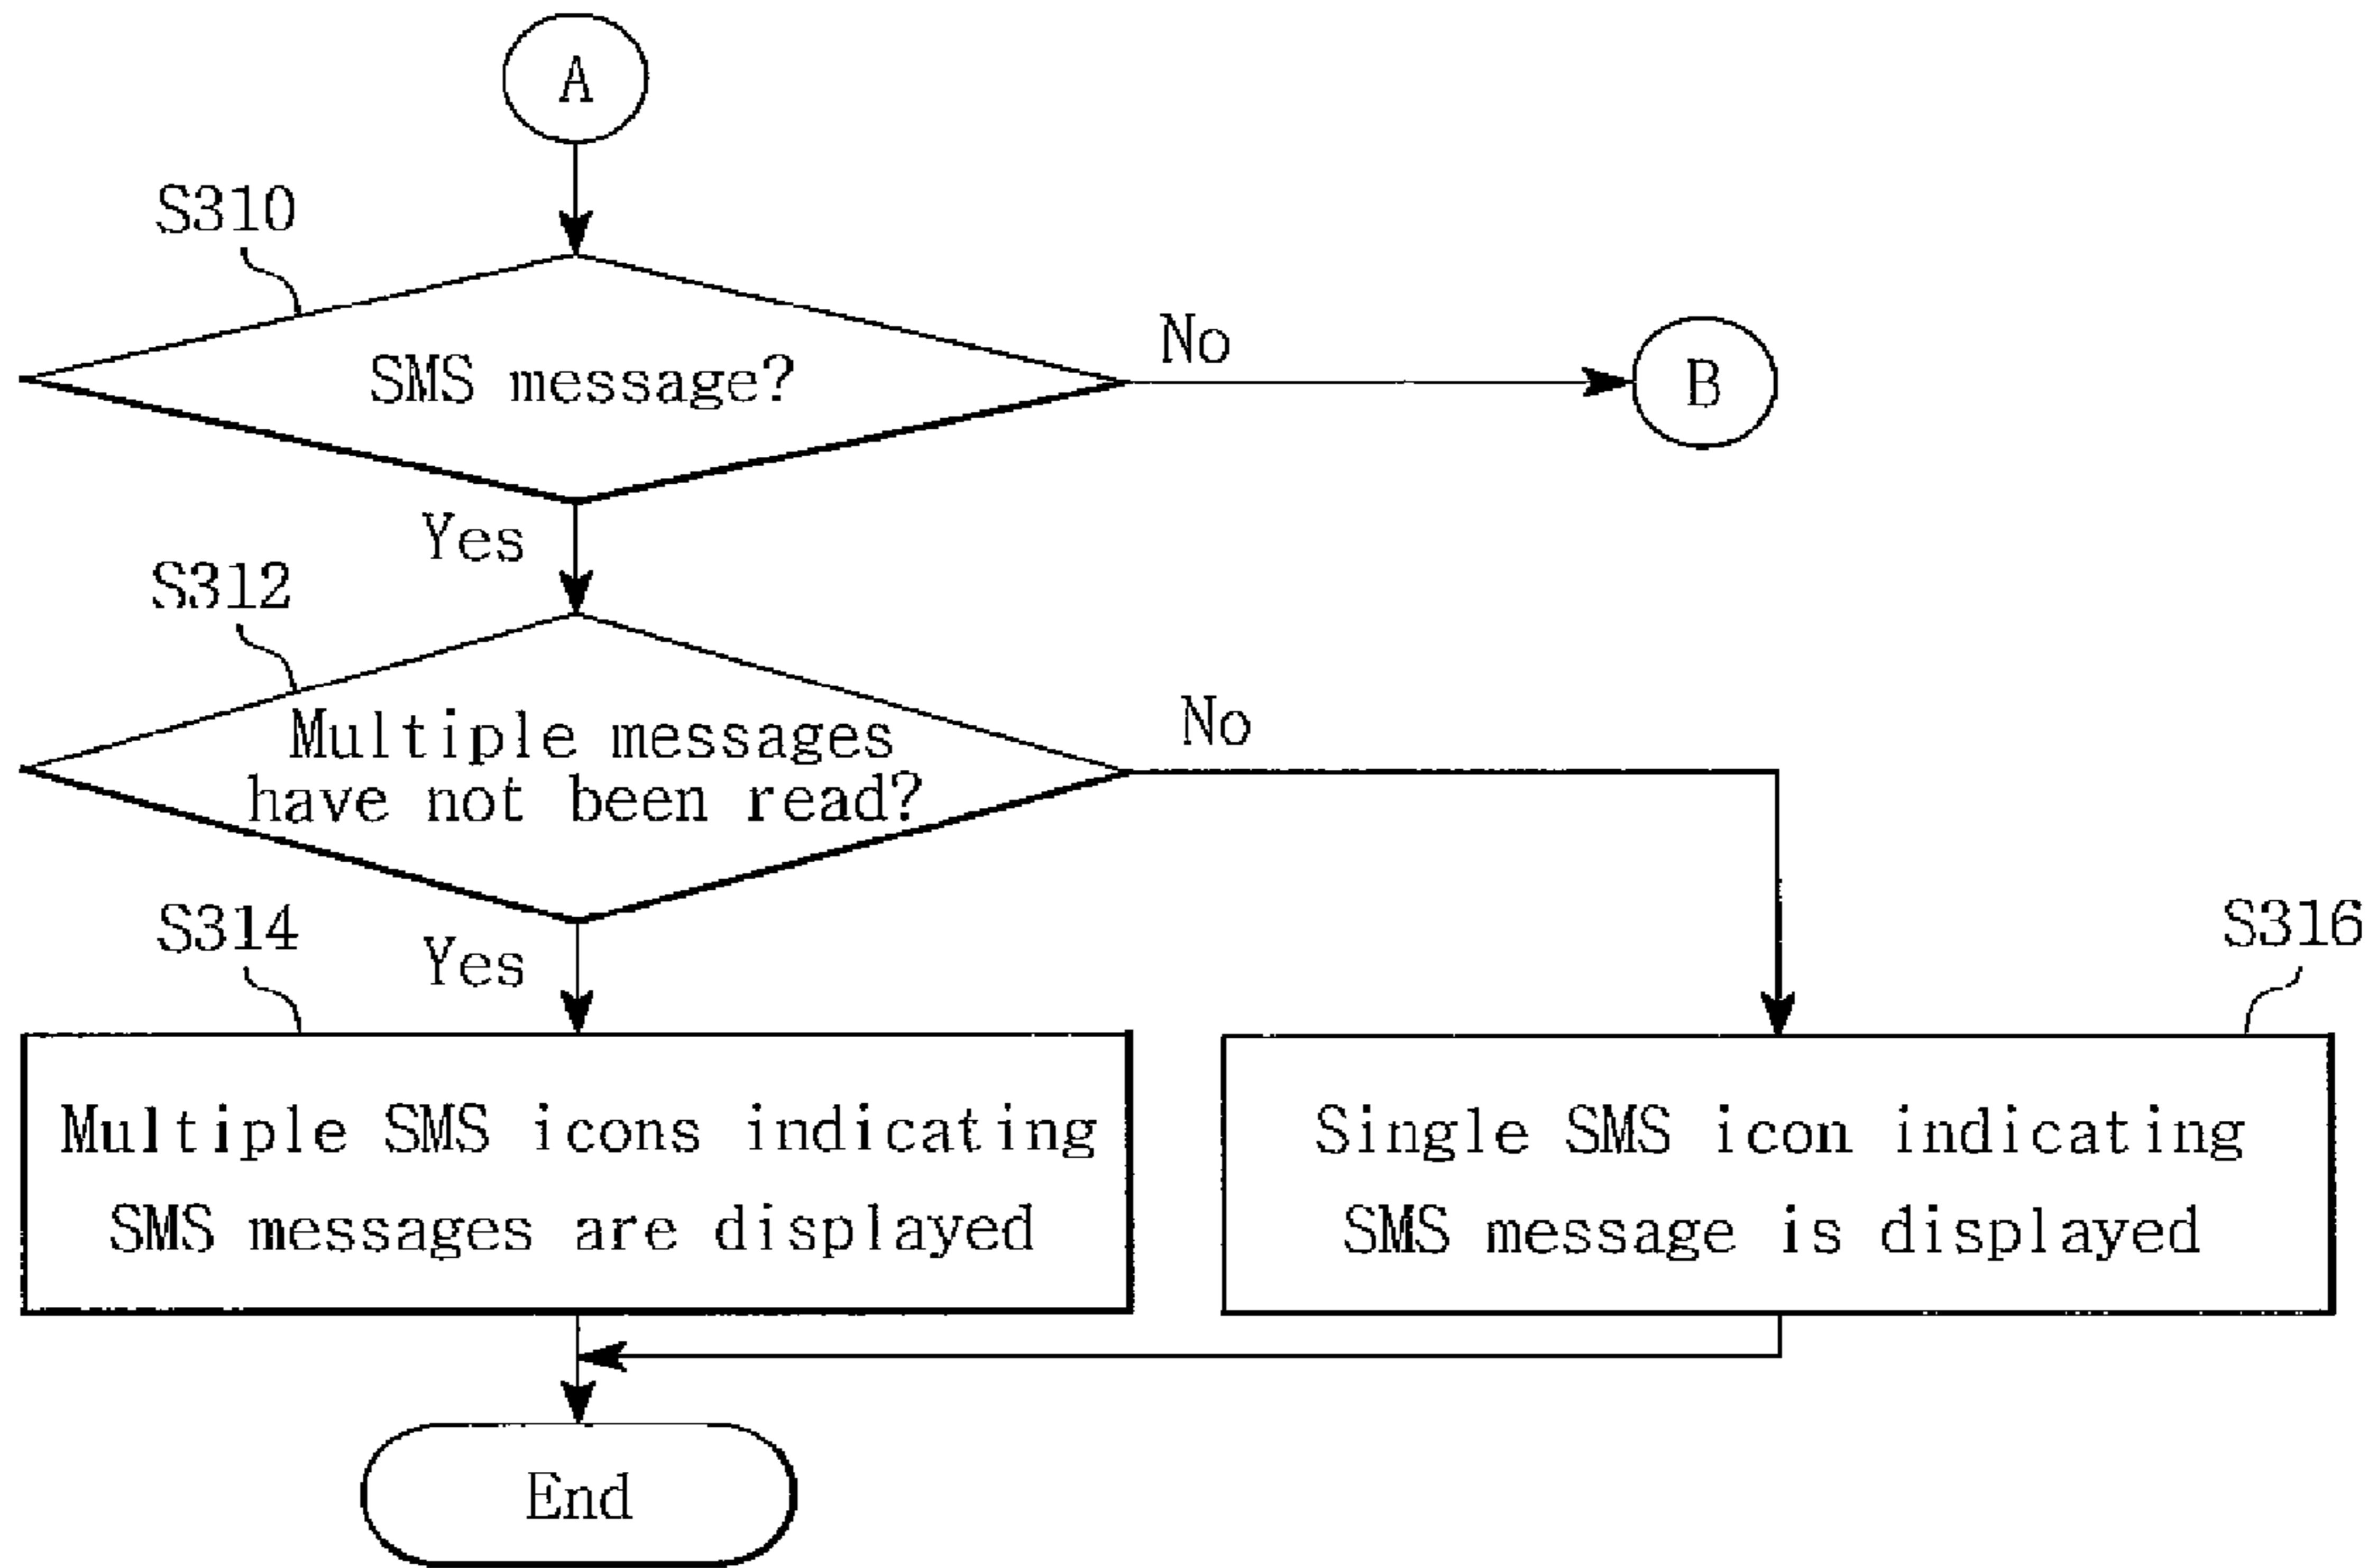 A
S310
SMS message?
No
B
Yes
S312
Multiple messages
have not been read?
No
S314
Yes
S316
Multiple SMS icons indicating
SMS messages are displayed
Single SMS icon indicating
SMS message is displayed
End